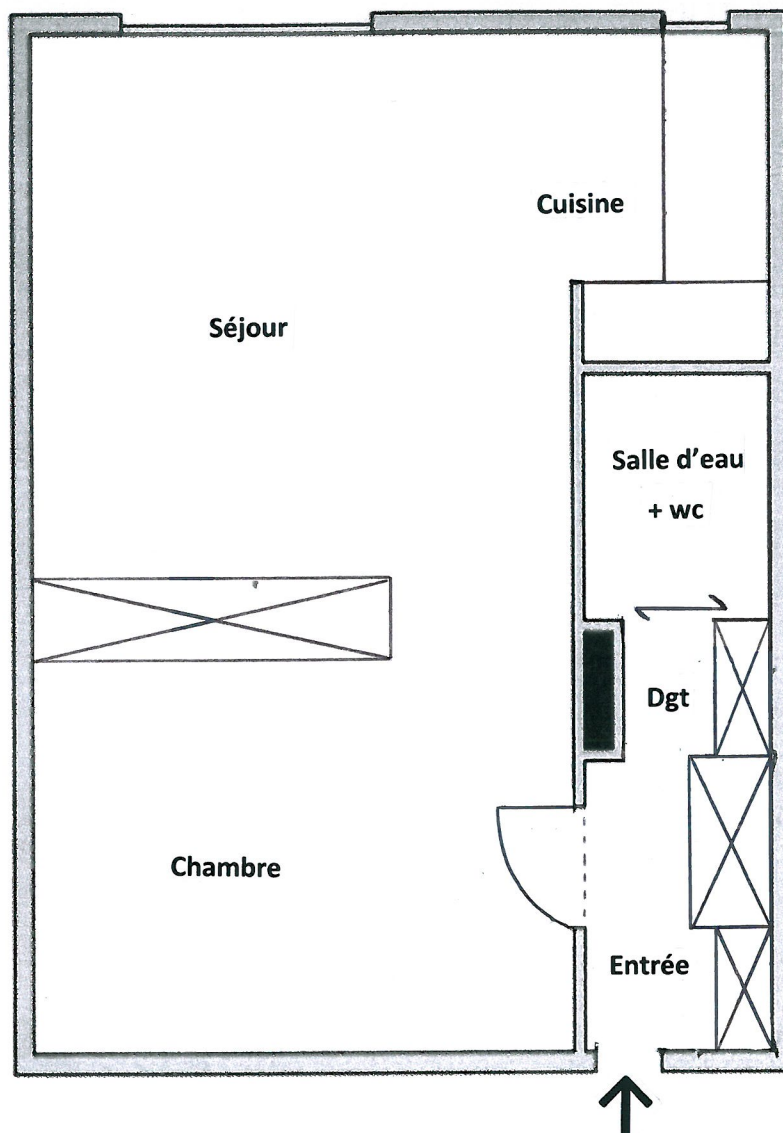 Cuisine
Séjour
Salle d’eau
+ wc
Dgt
Chambre
Entrée